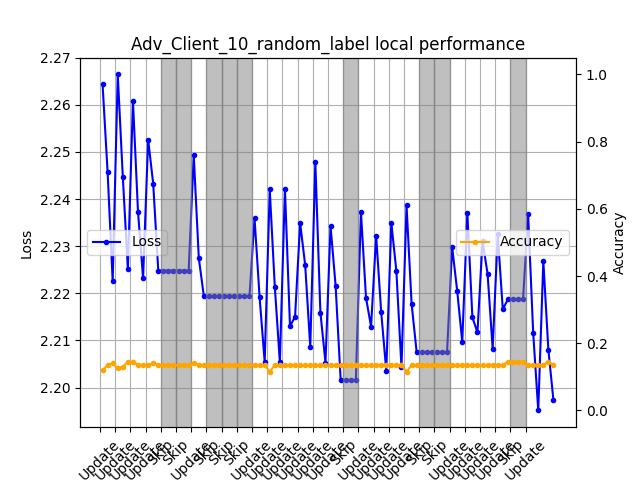 Adv_Client_10_random_label local performance
2.27
2.26
2.25
2.24
2.23
2.22
2.21
2.20
Loss
Loss
Accuracy
1.0
0.8
0.6
0.4
0.2
0.0
Accuracy
Update
Update
Update
Update
Skip
Skip
Update
Skip
Skip
Skip
Update
Update
Update
Update
Update
Update
Skip
Update
Update
Update
Update
Skip
Skip
Update
Update
Update
Update
Skip
Update